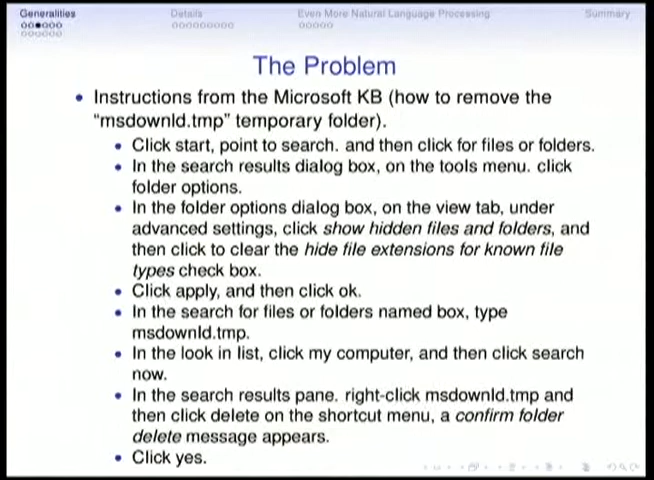 Generalities Details Even More Natural Language Processing Summary
The Problem
• Instructions from the Microsoft KB (how to remove the
"msdownld.tmp" temporary folder).
• Click start, point to search. and then click for files or folders.
• In the search results dialog box, on the tools menu. click
folder options.
• In the folder options dialog box, on the view tab, under
advanced settings, click show hidden files and folders, and
then click to clear the hide file extensions for known file
types check box.
• Click apply, and then click ok.
• In the search for files or folders named box, type
msdownld.tmp.
• In the look in list, click my computer, and then click search
now.
• In the search results pane. right-click msdownld.tmp and
then click delete on the shortcut menu, a confirm folder
delete message appears.
• Click yes.